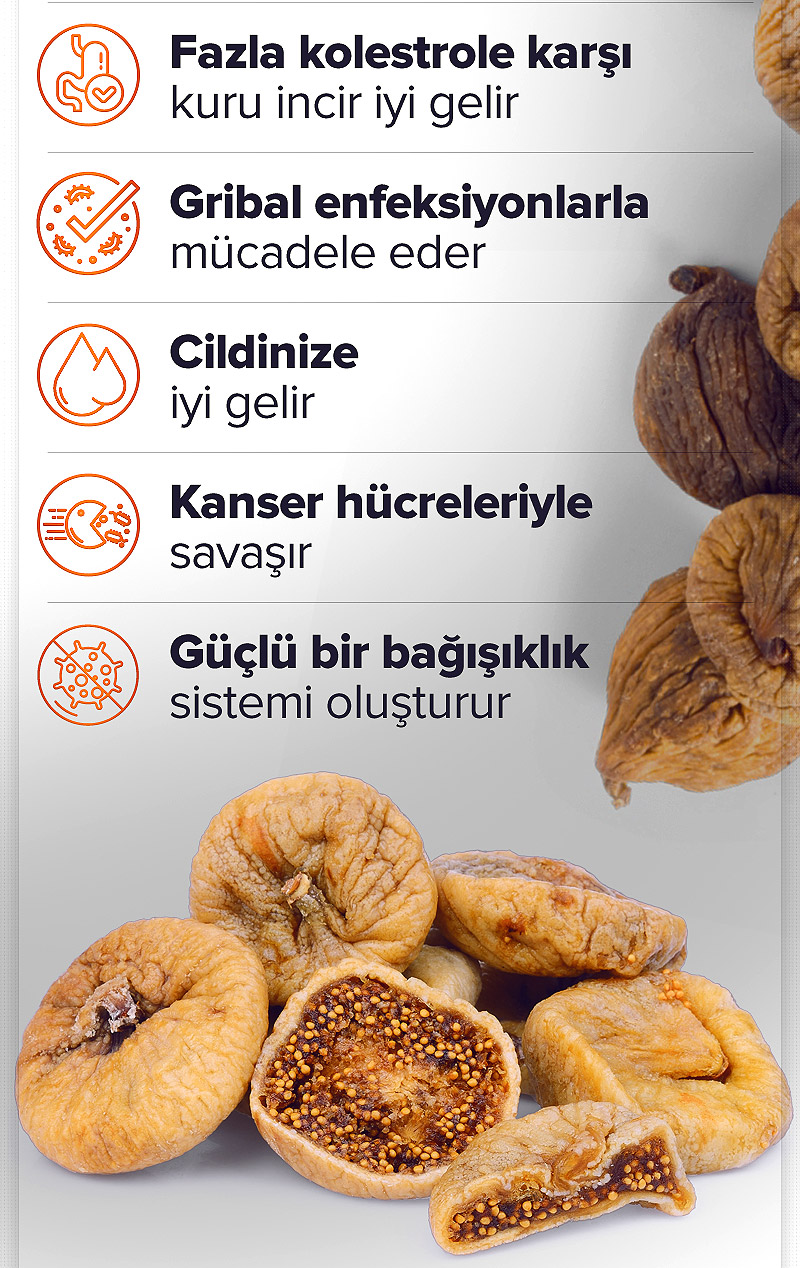 Fazla kolestrole karşı
kuru incir iyi gelir
Gribal enfeksiyonlarla
mücadele eder
Cildinize
iyi gelir
Kanser hücreleriyle
savaşır
Güçlü bir bağışıklık
sistemi oluşturur